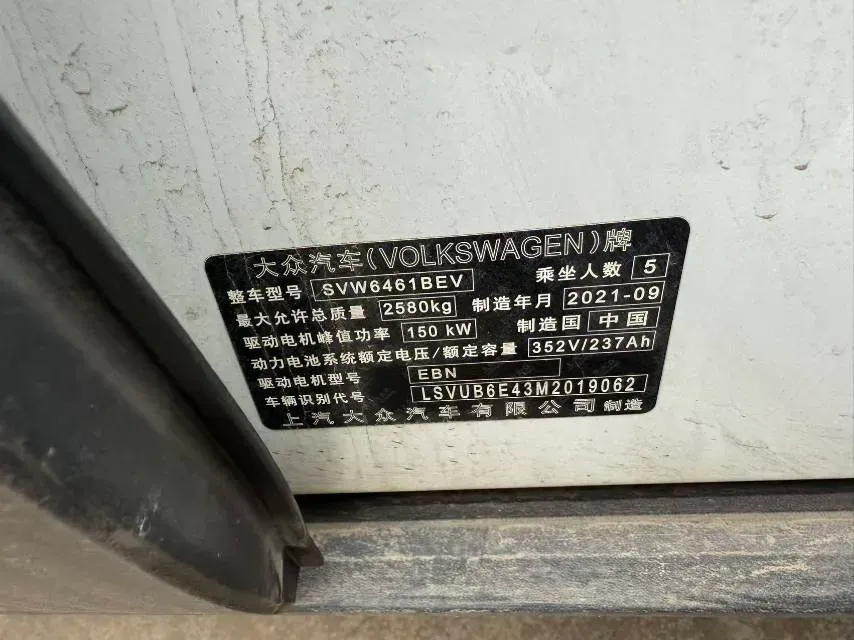 大众汽车(VOLKSWAGEN)牌
整车型号 SVW6461BEV 乘坐人数 5
最大允许总质量 2580kg 制造年月 2021-09
驱动电机峰值功率 150 kW 制造国 中国
动力电池系统额定电压/额定容量 352V/237Ah
驱动电机型号 EBN
车辆识别代号 LSVUB6E43M2019062
上汽大众汽车有限公司 制造